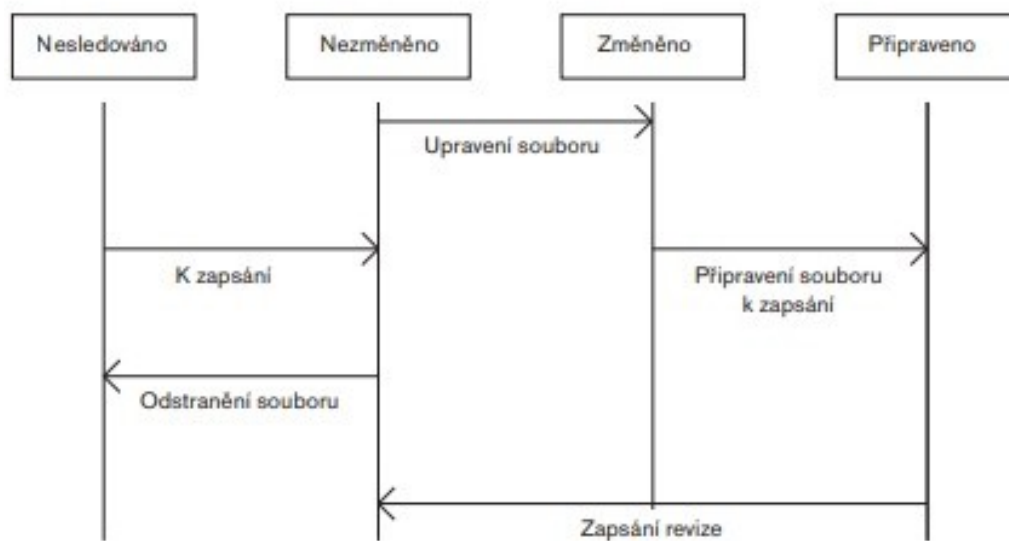 Nesledováno
Nezměněno
Změněno
Připraveno
Upravení souboru
K zapsání
Připravení souboru
k zapsání
Odstranění souboru
Zapsání revize